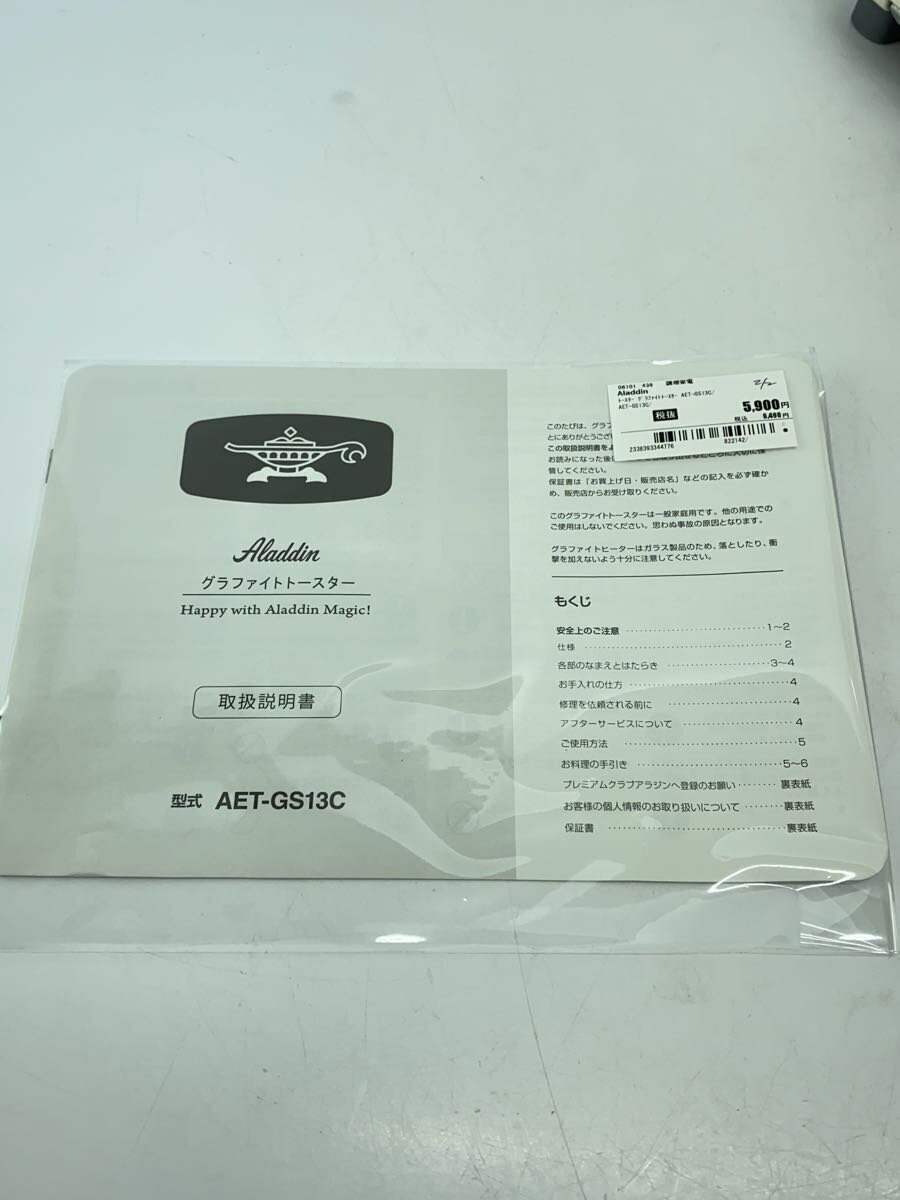 06101 439 調理家電 2/2
Aladdin
トースター グラファイトトースター AET-GS13C/
AET-GS13C/
5,900円
税抜
税込 6,490円
2338393344776 822142/
Aladdin
グラファイトトースター
Happy with Aladdin Magic!
取扱説明書
型式 AET-GS13C
このたびは、グラフ
とにありがとうござい
この取扱説明書をよ
お読みになった後は
管してください。
保証書は「お買上げ日・販売店名」などの記入を必ず確か
め、販売店からお受け取りください。
このグラファイトトースターは一般家庭用です。他の用途での
ご使用はしないでください。思わぬ事故の原因となります。
グラファイトヒーターはガラス製品のため、落としたり、衝
撃を加えないよう十分に注意してください。
もくじ
安全上のご注意 1〜2
仕様 2
各部のなまえとはたらき 3〜4
お手入れの仕方 4
修理を依頼される前に 4
アフターサービスについて 4
ご使用方法 5
お料理の手引き 5〜6
プレミアムクラブアラジンへ登録のお願い 裏表紙
お客様の個人情報のお取り扱いについて 裏表紙
保証書 裏表紙